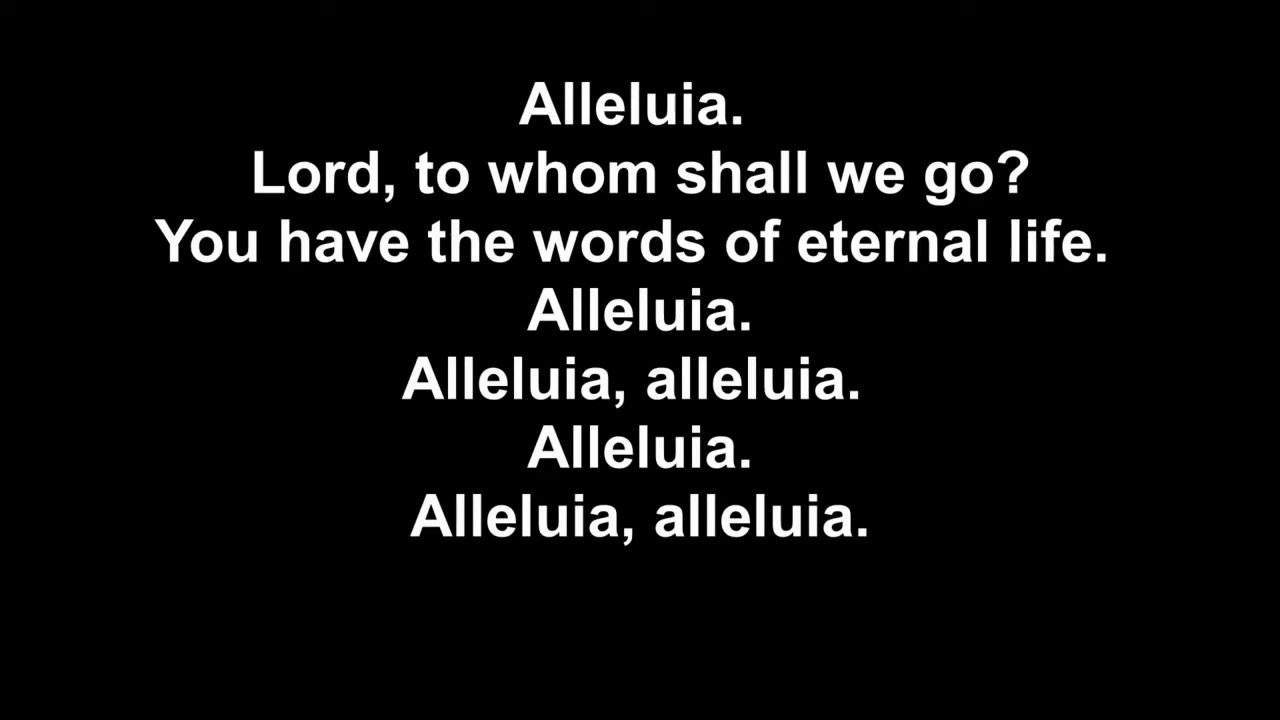 Alleluia.
Lord, to whom shall we go?
You have the words of eternal life.
Alleluia.
Alleluia, alleluia.
Alleluia.
Alleluia, alleluia.